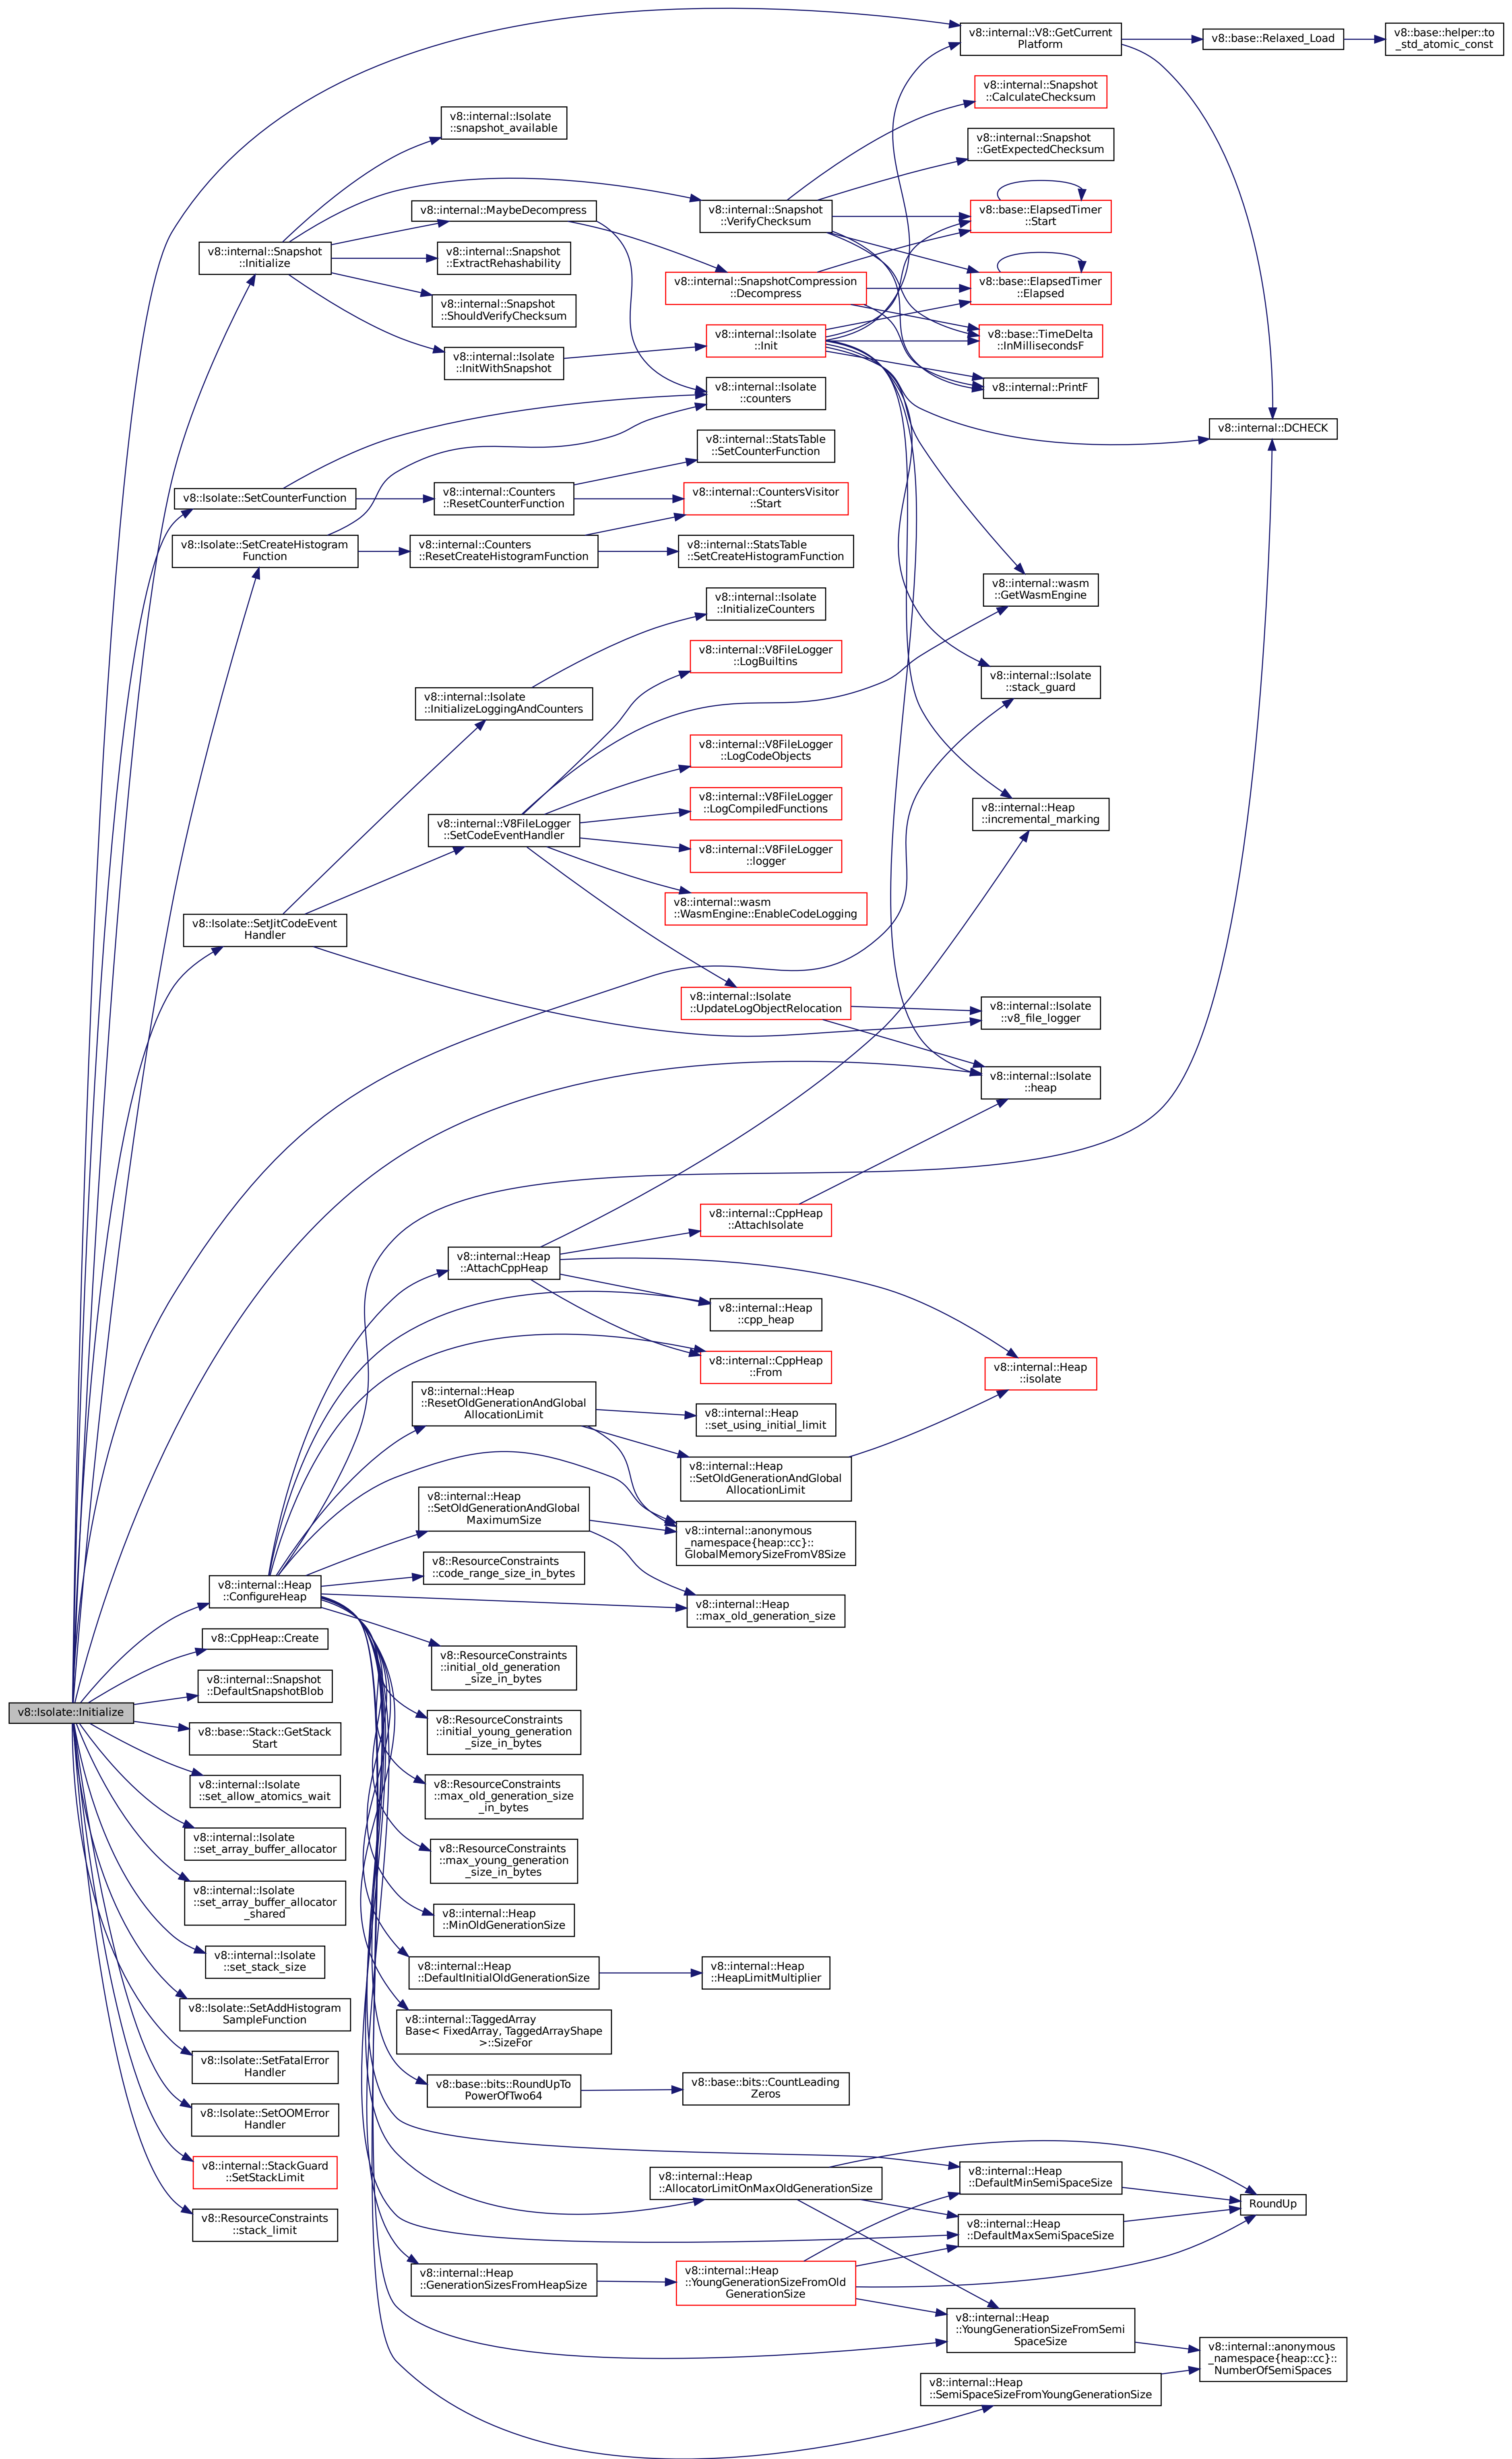 v8::internal::V8::GetCurrent
Platform
v8::base::Relaxed_Load
v8::base::helper::to
_std_atomic_const
v8::internal::Snapshot
::CalculateChecksum
v8::internal::Isolate
::snapshot_available
v8::internal::Snapshot
::GetExpectedChecksum
v8::internal::MaybeDecompress
v8::internal::Snapshot
::VerifyChecksum
v8::base::ElapsedTimer
::Start
v8::internal::Snapshot
::Initialize
v8::internal::Snapshot
::ExtractRehashability
v8::internal::SnapshotCompression
::Decompress
v8::base::ElapsedTimer
::Elapsed
v8::internal::Snapshot
::ShouldVerifyChecksum
v8::internal::Isolate
::Init
v8::base::TimeDelta
::InMillisecondsF
v8::internal::Isolate
::InitWithSnapshot
v8::internal::PrintF
v8::internal::Isolate
::counters
v8::internal::DCHECK
v8::internal::StatsTable
::SetCounterFunction
v8::Isolate::SetCounterFunction
v8::internal::Counters
::ResetCounterFunction
v8::internal::CountersVisitor
::Start
v8::Isolate::SetCreateHistogram
Function
v8::internal::Counters
::ResetCreateHistogramFunction
v8::internal::StatsTable
::SetCreateHistogramFunction
v8::internal::wasm
::GetWasmEngine
v8::internal::Isolate
::InitializeCounters
v8::internal::V8FileLogger
::LogBuiltins
v8::internal::Isolate
::stack_guard
v8::internal::Isolate
::InitializeLoggingAndCounters
v8::internal::V8FileLogger
::LogCodeObjects
v8::internal::V8FileLogger
::LogCompiledFunctions
v8::internal::Heap
::incremental_marking
v8::internal::V8FileLogger
::SetCodeEventHandler
v8::internal::V8FileLogger
::logger
v8::internal::wasm
::WasmEngine::EnableCodeLogging
v8::Isolate::SetJitCodeEvent
Handler
v8::internal::Isolate
::UpdateLogObjectRelocation
v8::internal::Isolate
::v8_file_logger
v8::internal::Isolate
::heap
v8::internal::CppHeap
::AttachIsolate
v8::internal::Heap
::AttachCppHeap
v8::internal::Heap
::cpp_heap
v8::internal::CppHeap
::From
v8::internal::Heap
::isolate
v8::internal::Heap
::ResetOldGenerationAndGlobal
AllocationLimit
v8::internal::Heap
::set_using_initial_limit
v8::internal::Heap
::SetOldGenerationAndGlobal
AllocationLimit
v8::internal::Heap
::SetOldGenerationAndGlobal
MaximumSize
v8::internal::anonymous
_namespace{heap::cc}::
GlobalMemorySizeFromV8Size
v8::ResourceConstraints
::code_range_size_in_bytes
v8::internal::Heap
::ConfigureHeap
v8::internal::Heap
::max_old_generation_size
v8::CppHeap::Create
v8::ResourceConstraints
::initial_old_generation
_size_in_bytes
v8::internal::Snapshot
::DefaultSnapshotBlob
v8::Isolate::Initialize
v8::base::Stack::GetStack
Start
v8::ResourceConstraints
::initial_young_generation
_size_in_bytes
v8::internal::Isolate
::set_allow_atomics_wait
v8::ResourceConstraints
::max_old_generation_size
_in_bytes
v8::internal::Isolate
::set_array_buffer_allocator
v8::ResourceConstraints
::max_young_generation
_size_in_bytes
v8::internal::Isolate
::set_array_buffer_allocator
_shared
v8::internal::Heap
::MinOldGenerationSize
v8::internal::Isolate
::set_stack_size
v8::internal::Heap
::DefaultInitialOldGenerationSize
v8::internal::Heap
::HeapLimitMultiplier
v8::Isolate::SetAddHistogram
SampleFunction
v8::internal::TaggedArray
Base< FixedArray, TaggedArrayShape
>::SizeFor
v8::Isolate::SetFatalError
Handler
v8::base::bits::RoundUpTo
PowerOfTwo64
v8::base::bits::CountLeading
Zeros
v8::Isolate::SetOOMError
Handler
v8::internal::StackGuard
::SetStackLimit
v8::internal::Heap
::AllocatorLimitOnMaxOldGenerationSize
v8::internal::Heap
::DefaultMinSemiSpaceSize
RoundUp
v8::ResourceConstraints
::stack_limit
v8::internal::Heap
::DefaultMaxSemiSpaceSize
v8::internal::Heap
::GenerationSizesFromHeapSize
v8::internal::Heap
::YoungGenerationSizeFromOld
GenerationSize
v8::internal::Heap
::YoungGenerationSizeFromSemi
SpaceSize
v8::internal::anonymous
_namespace{heap::cc}::
NumberOfSemiSpaces
v8::internal::Heap
::SemiSpaceSizeFromYoungGenerationSize